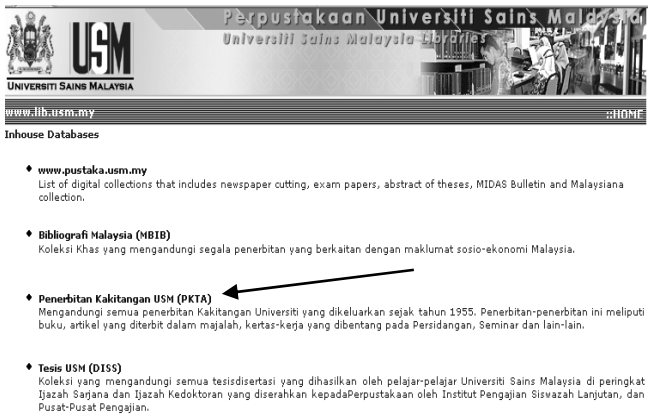 Perpustakaan Universiti Sains Malaysia
Universiti Sains Malaysia Libraries
USM
UNIVERSITI SAINS MALAYSIA
www.lib.usm.my
::HOME
Inhouse Databases
www.pustaka.usm.my
List of digital collections that includes newspaper cutting, exam papers, abstract of theses, MIDAS Bulletin and Malaysiana
collection.
Bibliografi Malaysia (MBIB)
Koleksi Khas yang mengandungi segala penerbitan yang berkaitan dengan maklumat sosio-ekonomi Malaysia.
Penerbitan Kakitangan USM (PKTA)
Mengandungi semua penerbitan Kakitangan Universiti yang dikeluarkan sejak tahun 1955. Penerbitan-penerbitan ini meliputi
buku, artikel yang diterbit dalam majalah, kertas-kerja yang dibentang pada Persidangan, Seminar dan lain-lain.
Tesis USM (DISS)
Koleksi yang mengandungi semua tesisdisertasi yang dihasilkan oleh pelajar-pelajar Universiti Sains Malaysia di peringkat
Ijazah Sarjana dan Ijazah Kedoktoran yang diserahkan kepadaPerpustakaan oleh Institut Pengajian Siswazah Lanjutan, dan
Pusat-Pusat Pengajian.